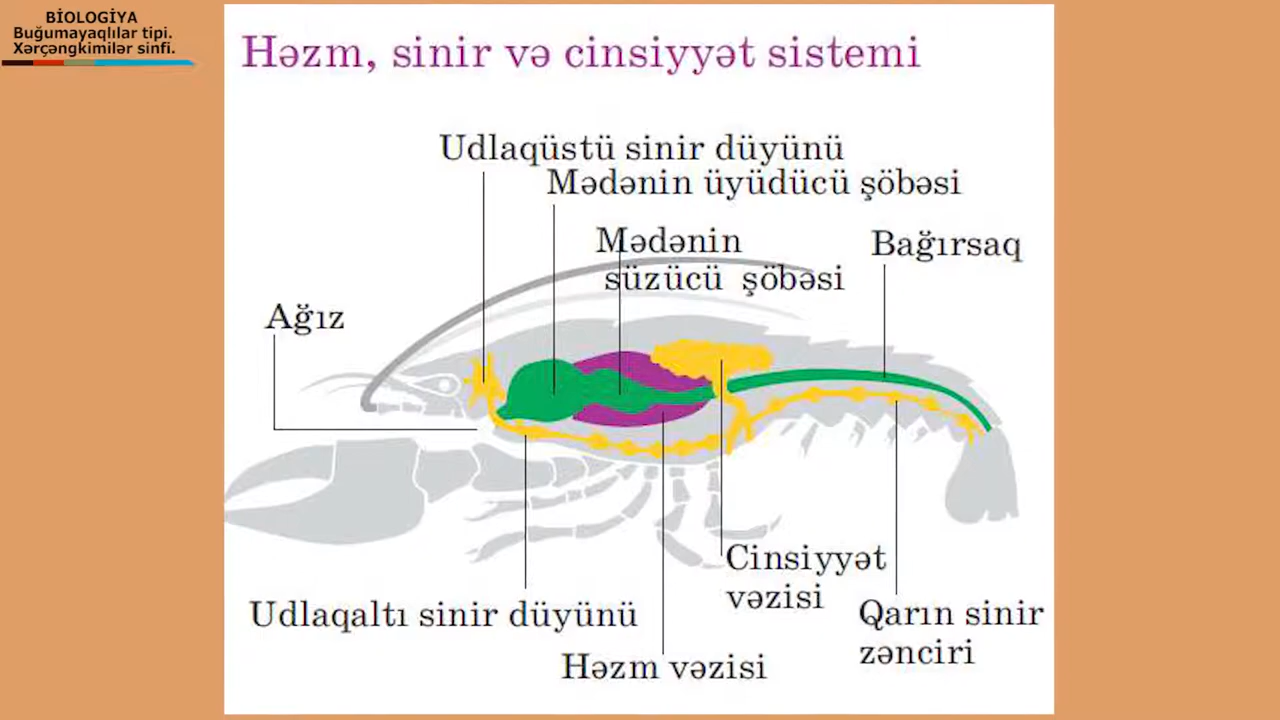 BİOLOGİYA
Buğumayaqlılar tipi.
Xərçəngkimilər sinfi.
Həzm, sinir və cinsiyyət sistemi
Udlaqüstü sinir düyünü
Mədənin üyüdücü şöbəsi
Mədənin
süzücü şöbəsi
Bağırsaq
Ağız
Cinsiyyət
vəzisi
Udlaqaltı sinir düyünü
Qarın sinir
zənciri
Həzm vəzisi